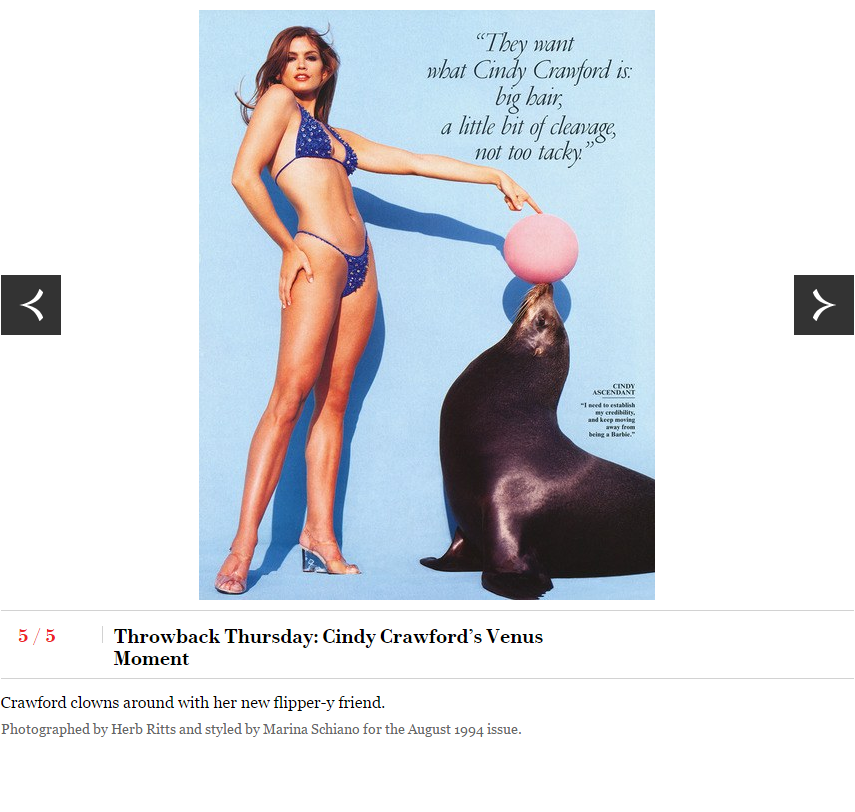 “They want
what Cindy Crawford is:
big hair,
a little bit of cleavage,
not too tacky.”
CINDY
ASCENDANT
“I need to establish
my credibility,
and keep moving
away from
being a Barbie.”
5 / 5
Throwback Thursday: Cindy Crawford’s Venus
Moment
Crawford clowns around with her new flipper-y friend.
Photographed by Herb Ritts and styled by Marina Schiano for the August 1994 issue.